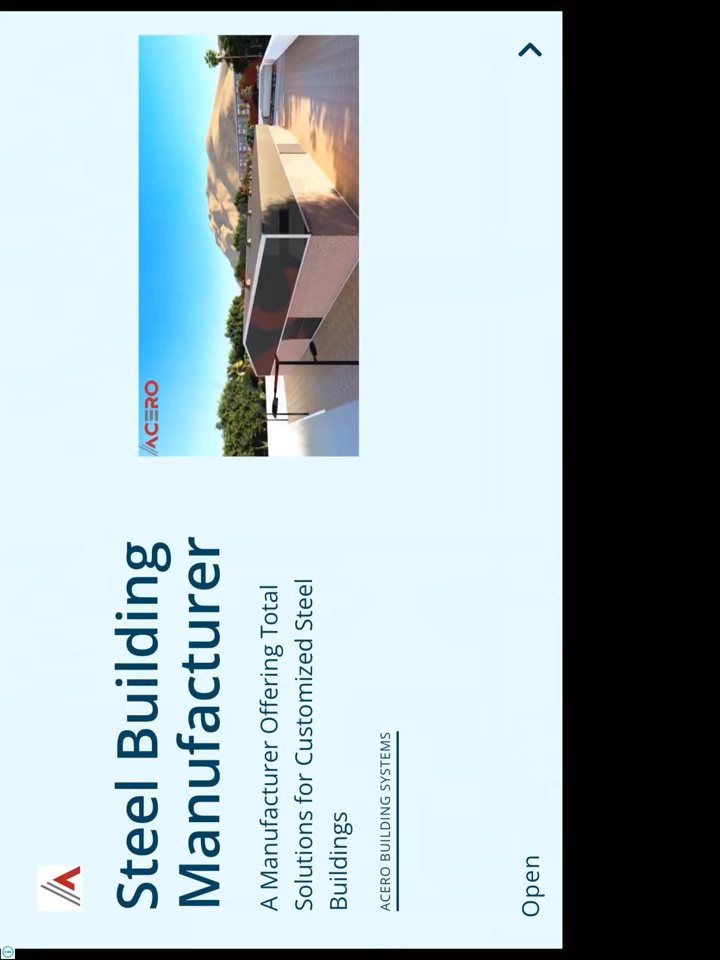 Steel Building
Manufacturer
A Manufacturer Offering Total
Solutions for Customized Steel
Buildings
ACERO BUILDING SYSTEMS
Open
ACERO